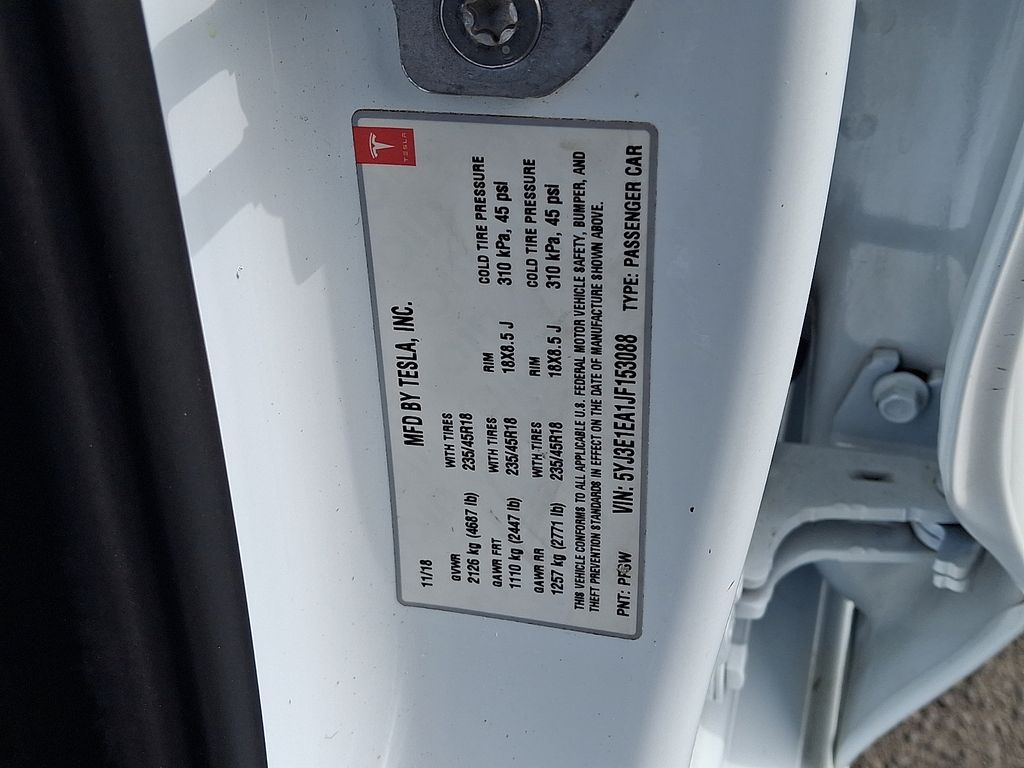 TESLA
11/18
MFD BY TESLA, INC.
GVWR WITH TIRES RIM COLD TIRE PRESSURE
2126 kg (4687 lb) 235/45R18 18X8.5 J 310 kPa, 45 psi
GAWR FRT WITH TIRES RIM COLD TIRE PRESSURE
1110 kg (2447 lb) 235/45R18 18X8.5 J 310 kPa, 45 psi
GAWR RR WITH TIRES
1257 kg (2771 lb) 235/45R18
THIS VEHICLE CONFORMS TO ALL APPLICABLE U.S. FEDERAL MOTOR VEHICLE SAFETY, BUMPER, AND
THEFT PREVENTION STANDARDS IN EFFECT ON THE DATE OF MANUFACTURE SHOWN ABOVE.
PNT: PPSW VIN: 5YJ3E1EA1JF153088 TYPE: PASSENGER CAR